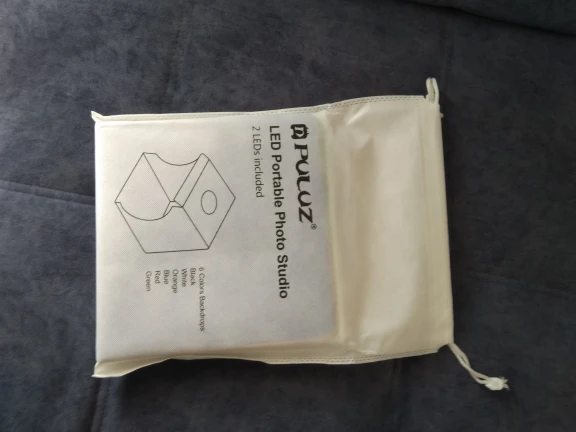 PULUZ®
LED Portable Photo Studio
2 LEDs included
6 Colors Backdrops
Black
White
Orange
Blue
Red
Green